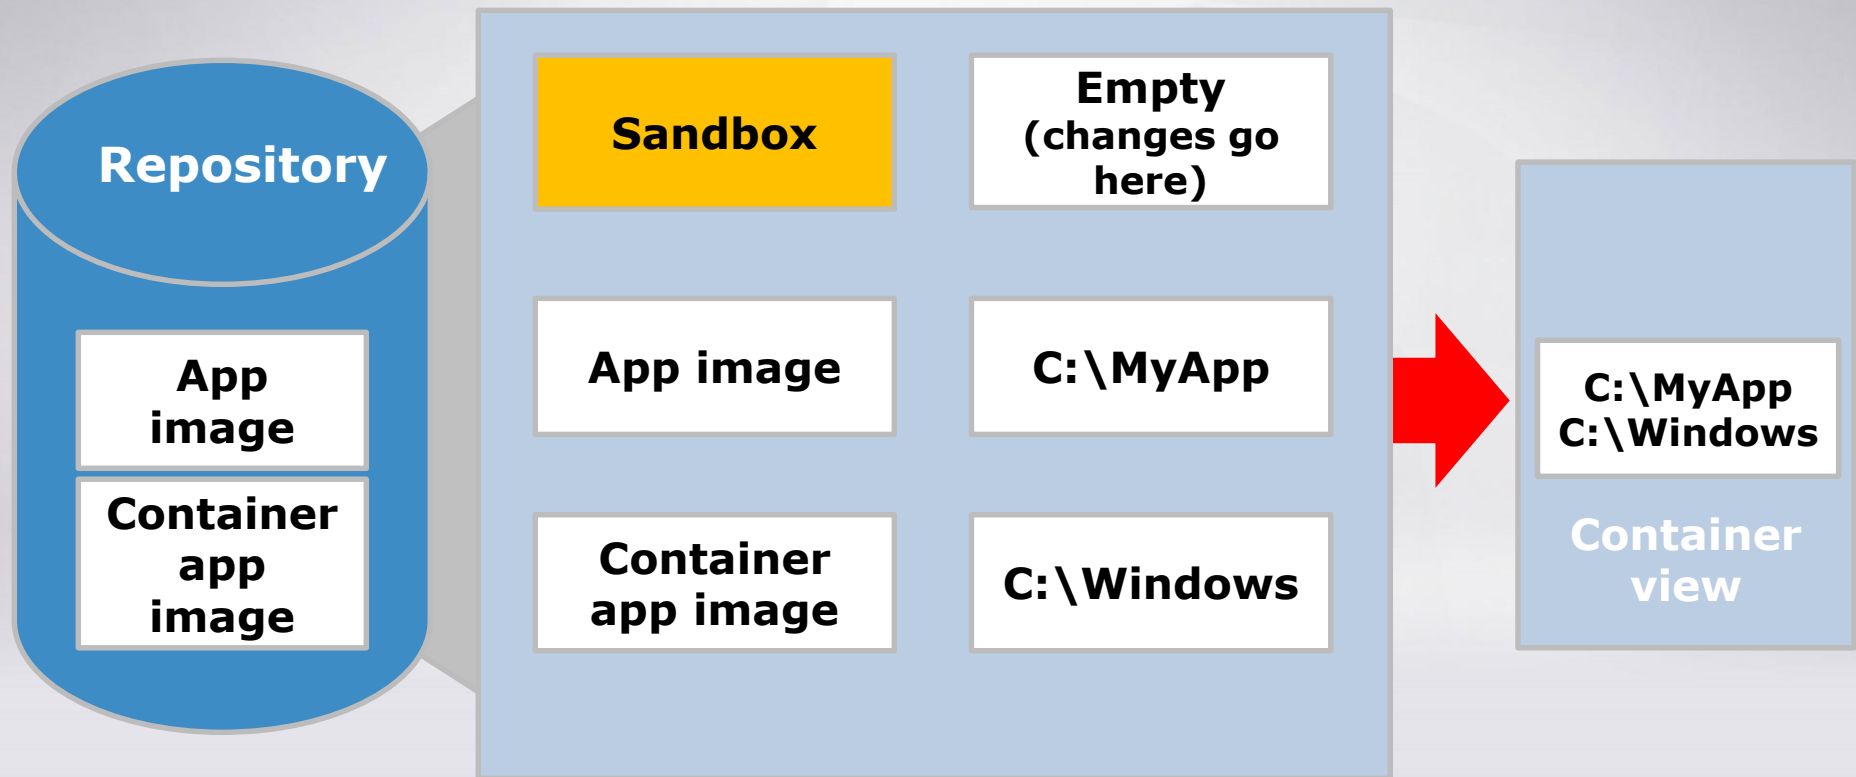 Repository
App
image
Container
app
image
Sandbox
Empty
(changes go
here)
App image
C:\MyApp
Container
app image
C:\Windows
C:\MyApp
C:\Windows
Container
view